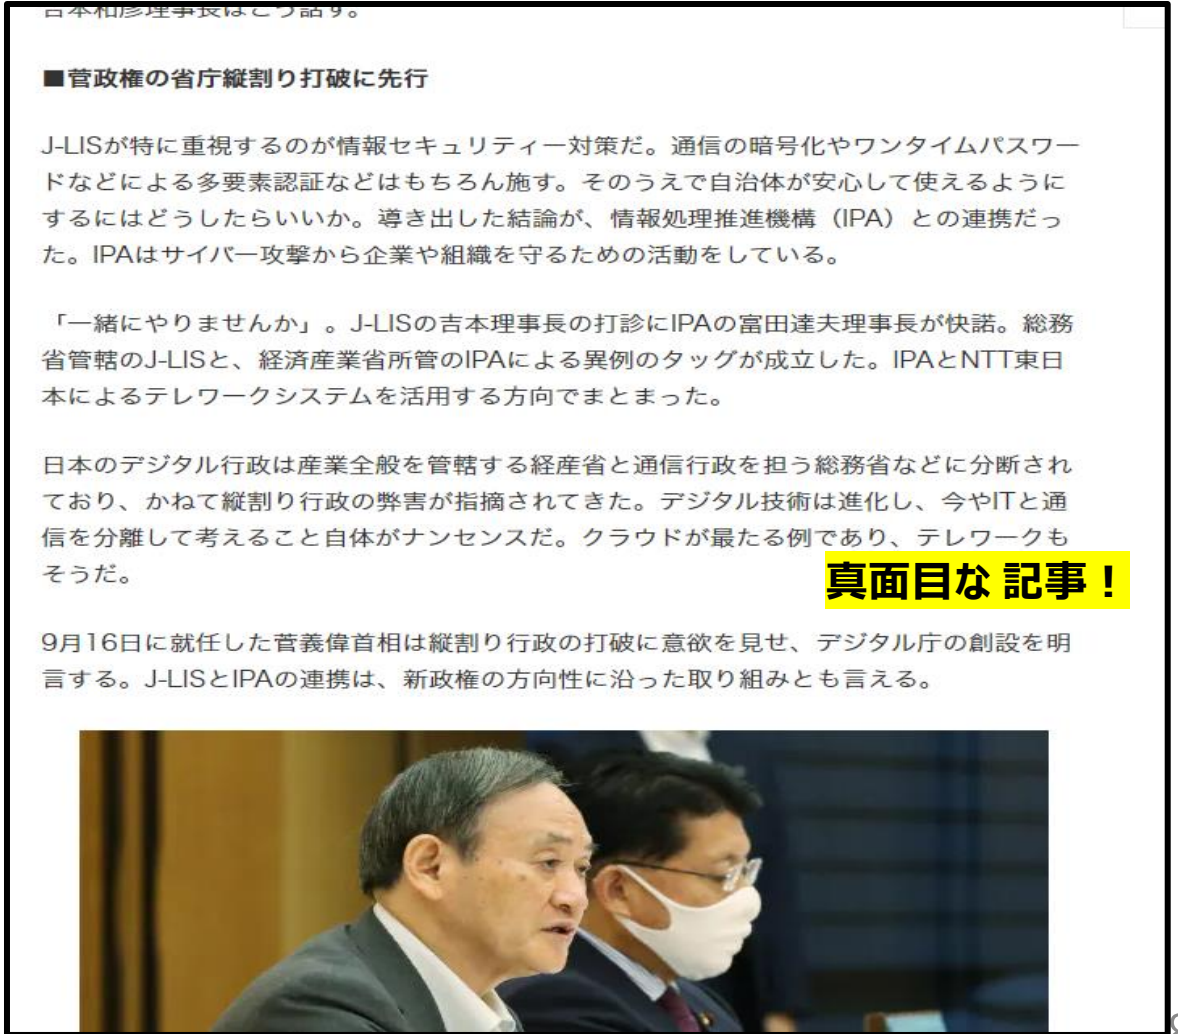 吉本和彦理事長はこう話す。
■菅政権の省庁縦割り打破に先行
J-LISが特に重視するのが情報セキュリティー対策だ。通信の暗号化やワンタイムパスワー
ドなどによる多要素認証などはもちろん施す。そのうえで自治体が安心して使えるように
するにはどうしたらいいか。導き出した結論が、情報処理推進機構（IPA）との連携だっ
た。IPAはサイバー攻撃から企業や組織を守るための活動をしている。
「一緒にやりませんか」。J-LISの吉本理事長の打診にIPAの富田達夫理事長が快諾。総務
省管轄のJ-LISと、経済産業省所管のIPAによる異例のタッグが成立した。IPAとNTT東日
本によるテレワークシステムを活用する方向でまとまった。
日本のデジタル行政は産業全般を管轄する経産省と通信行政を担う総務省などに分断され
ており、かねて縦割り行政の弊害が指摘されてきた。デジタル技術は進化し、今やITと通
信を分離して考えること自体がナンセンスだ。クラウドが最たる例であり、テレワークも
そうだ。
真面目な 記事！
9月16日に就任した菅義偉首相は縦割り行政の打破に意欲を見せ、デジタル庁の創設を明
言する。J-LISとIPAの連携は、新政権の方向性に沿った取り組みとも言える。